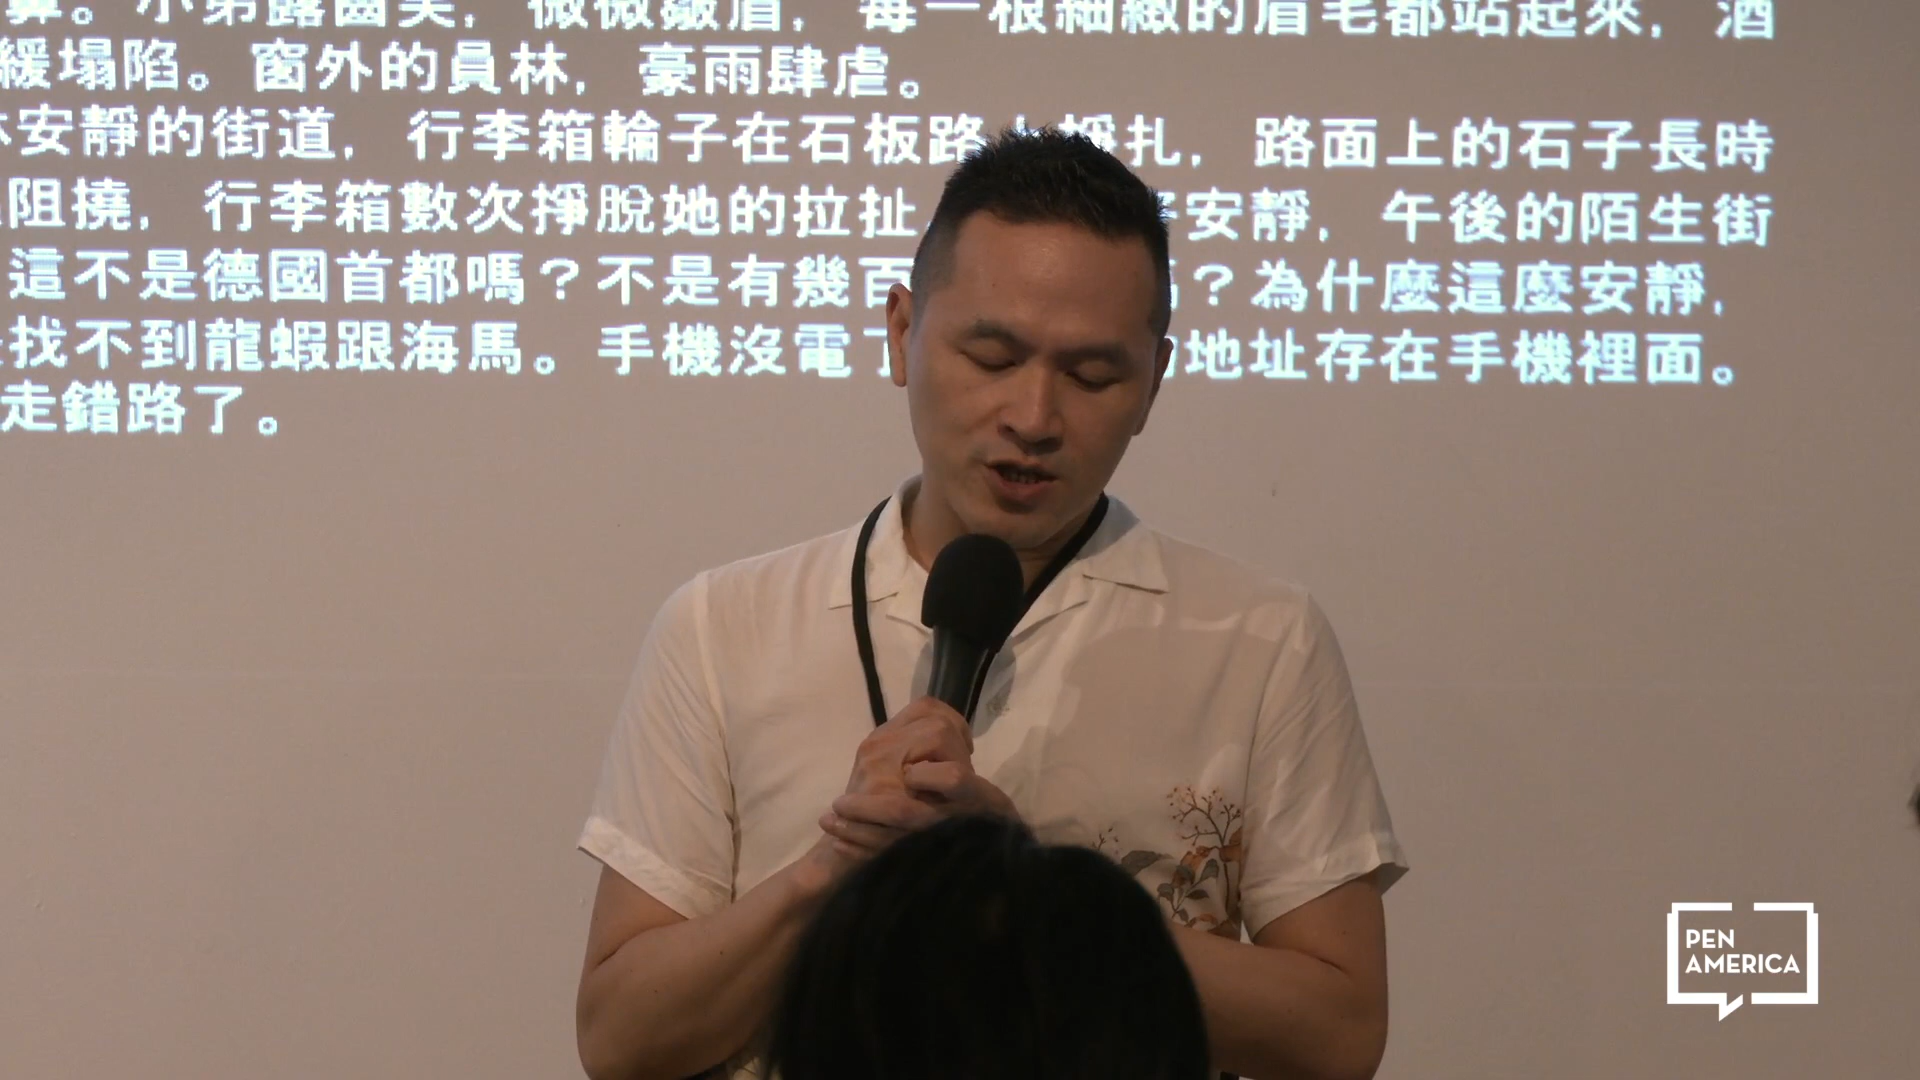 鼻。小弟露齒笑，微微皺眉，每一根細緻的眉毛都站起來，酒
緩塌陷。窗外的員林，豪雨肆虐。
林安靜的街道，行李箱輪子在石板路上掙扎，路面上的石子長時
阻撓，行李箱數次掙脫她的拉扯 安靜，午後的陌生街
這不是德國首都嗎？不是有幾百 嗎？為什麼這麼安靜，
找不到龍蝦跟海馬。手機沒電了 的地址存在手機裡面。
走錯路了。
PEN
AMERICA